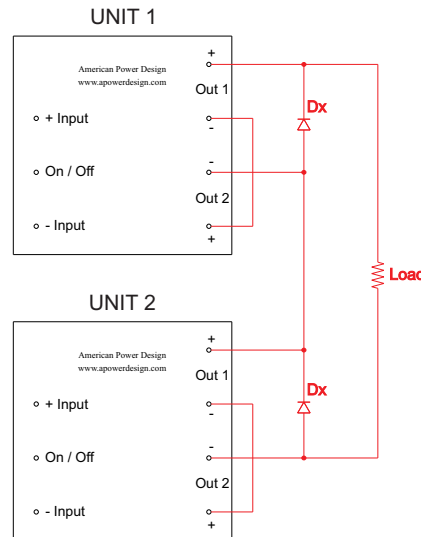 UNIT 1
+
American Power Design
www.apowerdesign.com
Out 1
Dx
+ Input
-
On / Off
-
Out 2
- Input
+
Load
UNIT 2
+
American Power Design
www.apowerdesign.com
Out 1
Dx
+ Input
-
On / Off
-
Out 2
- Input
+